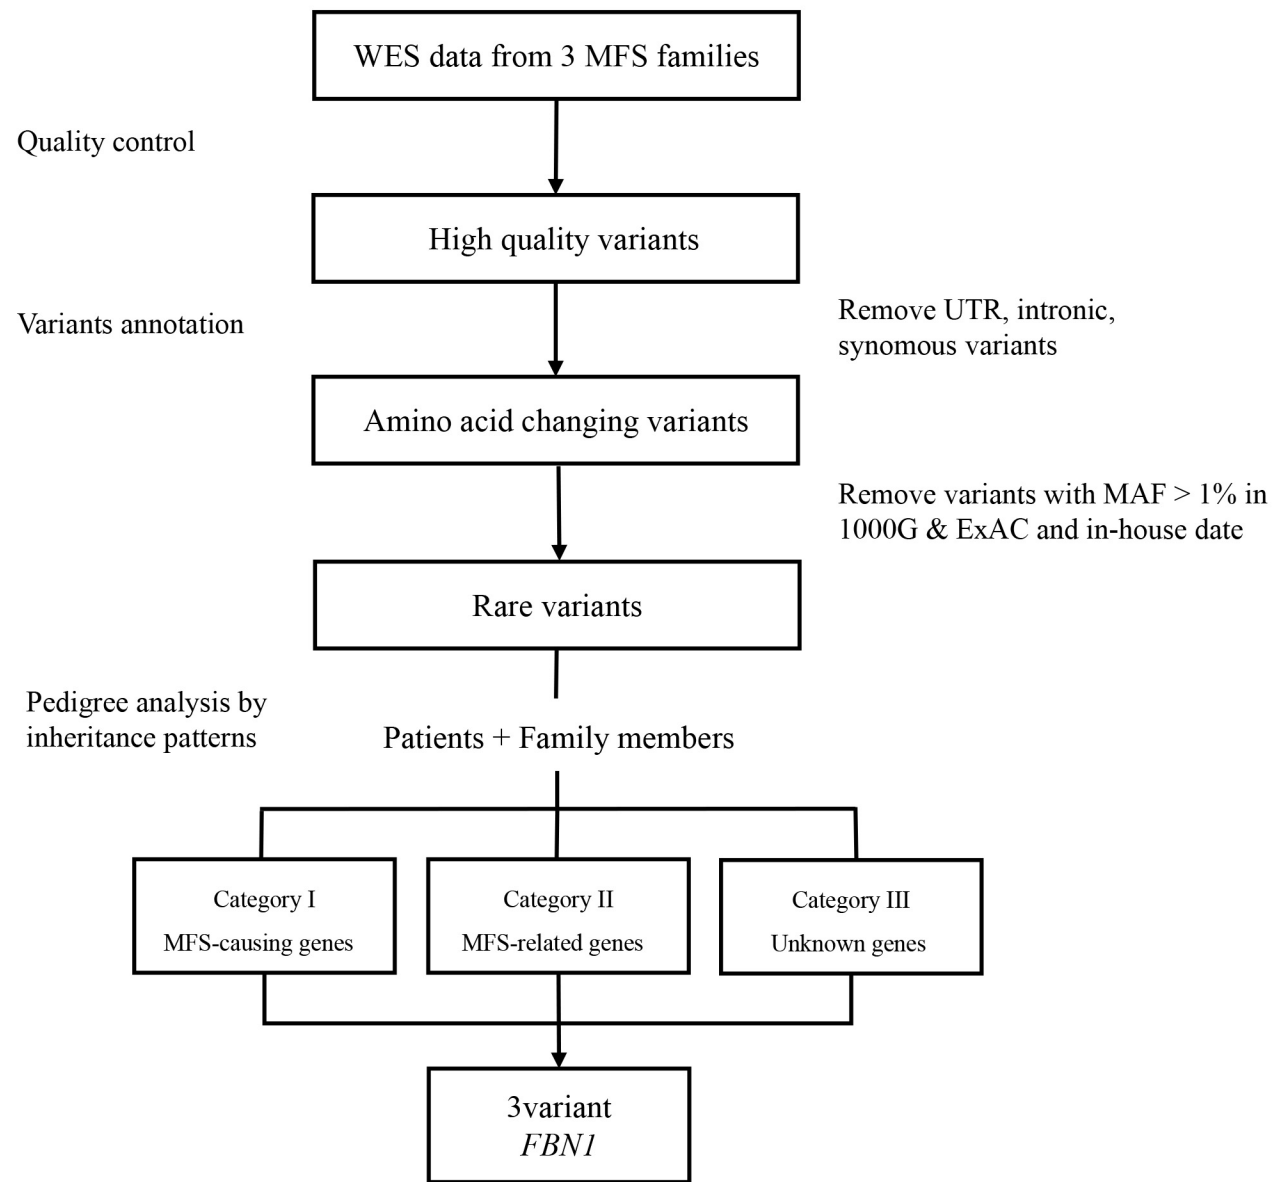 WES data from 3 MFS families
Quality control
High quality variants
Variants annotation
Remove UTR, intronic,
synomous variants
Amino acid changing variants
Remove variants with MAF > 1% in
1000G & ExAC and in-house date
Rare variants
Pedigree analysis by
inheritance patterns
Patients + Family members
Category I
MFS-causing genes
Category II
MFS-related genes
Category III
Unknown genes
3variant
FBN1